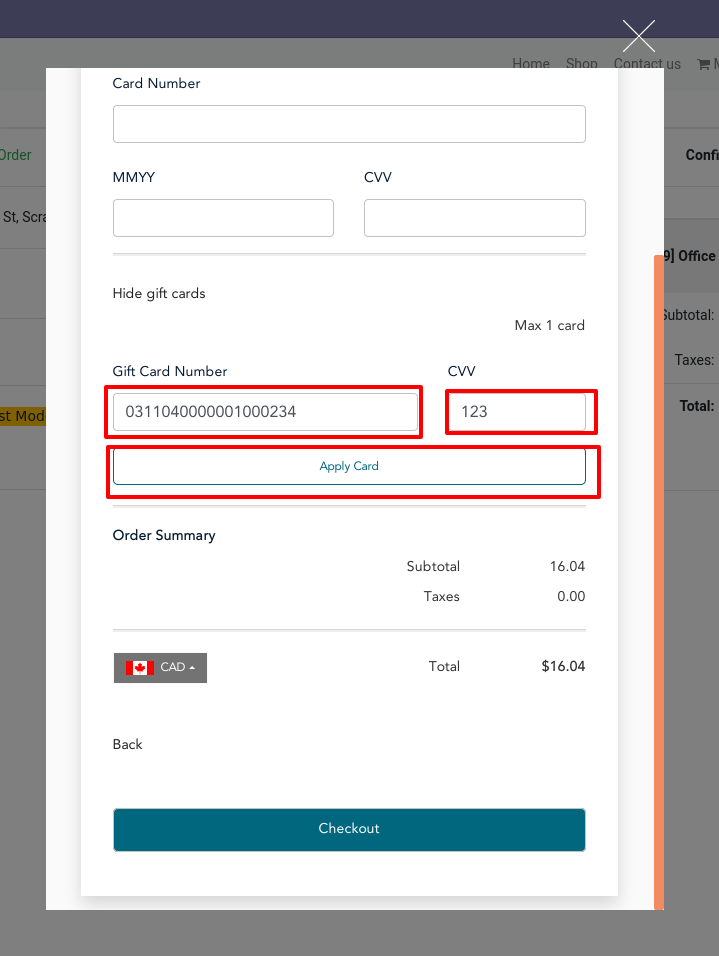 Home Shop Contact us
Card Number
Order
Confi
MMYY CVV
St, Scra
9] Office
Hide gift cards
Subtotal:
Max 1 card
Taxes:
Gift Card Number CVV
Total:
0311040000001000234 123
st Mod
Apply Card
Order Summary
Subtotal 16.04
Taxes 0.00
CAD Total $16.04
Back
Checkout